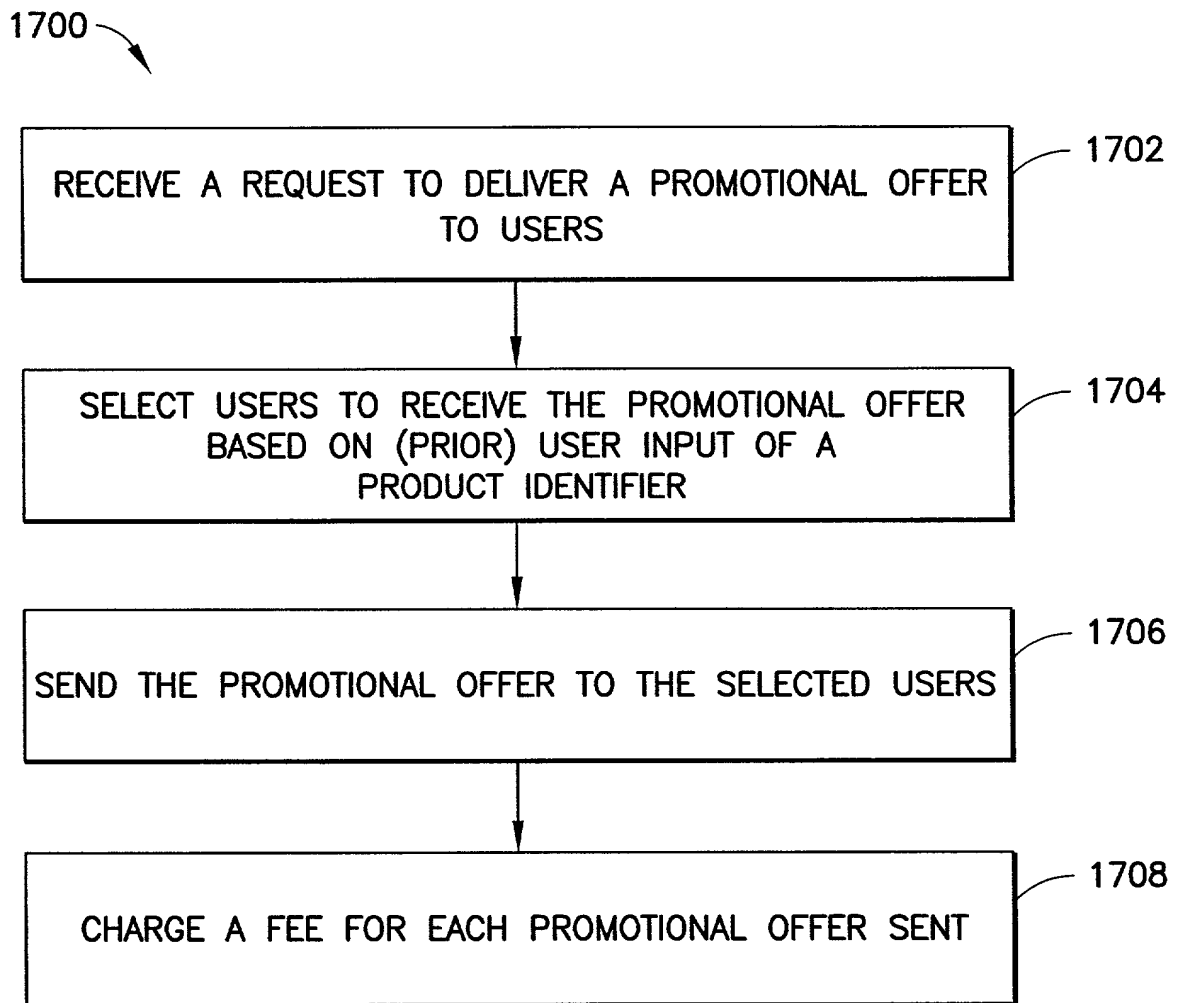 1700
RECEIVE A REQUEST TO DELIVER A PROMOTIONAL OFFER
TO USERS
1702
SELECT USERS TO RECEIVE THE PROMOTIONAL OFFER
BASED ON (PRIOR) USER INPUT OF A
PRODUCT IDENTIFIER
1704
SEND THE PROMOTIONAL OFFER TO THE SELECTED USERS
1706
CHARGE A FEE FOR EACH PROMOTIONAL OFFER SENT
1708